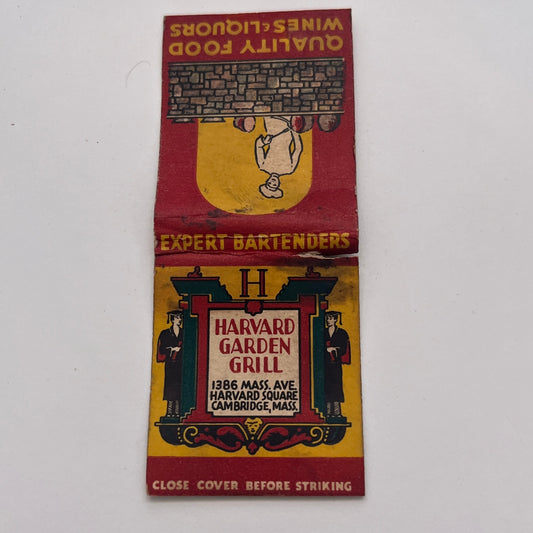 QUALITY FOOD
WINES & LIQUORS
EXPERT BARTENDERS
H
HARVARD
GARDEN
GRILL
1386 MASS. AVE.
HARVARD SQUARE
CAMBRIDGE, MASS.
CLOSE COVER BEFORE STRIKING